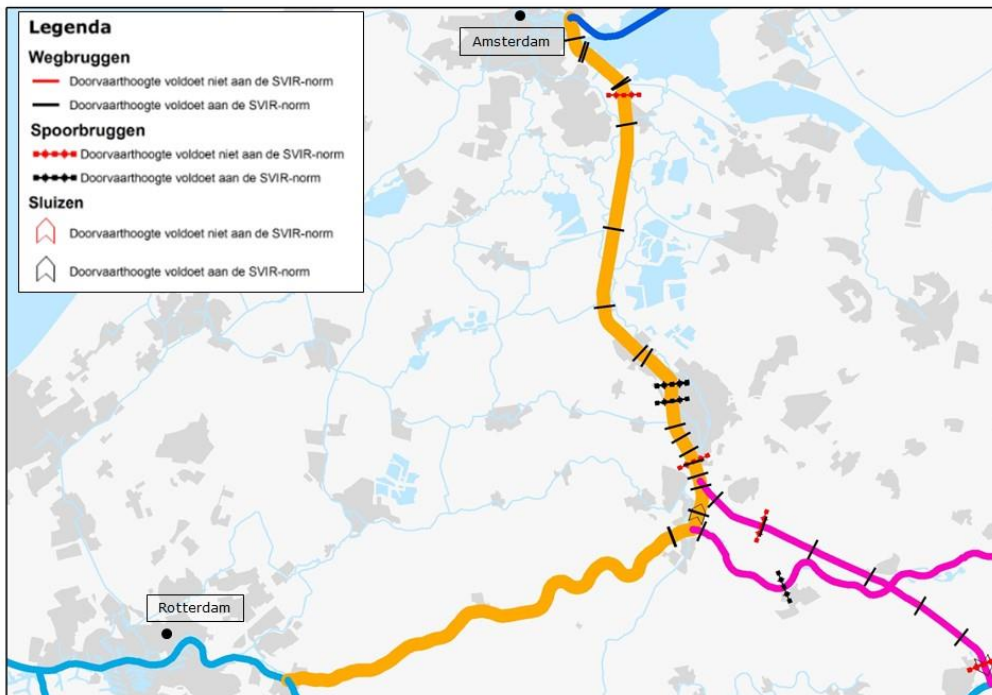 Legenda
Wegbruggen
Doorvaarthoogte voldoet niet aan de SVIR-norm
Doorvaarthoogte voldoet aan de SVIR-norm
Spoorbruggen
Doorvaarthoogte voldoet niet aan de SVIR-norm
Doorvaarthoogte voldoet aan de SVIR-norm
Sluizen
Doorvaarthoogte voldoet niet aan de SVIR-norm
Doorvaarthoogte voldoet aan de SVIR-norm
Amsterdam
Rotterdam